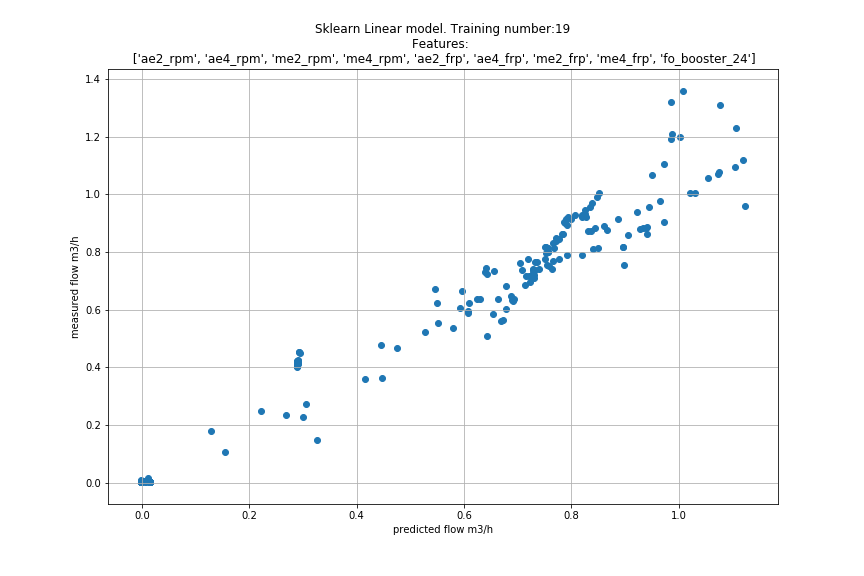 Sklearn Linear model. Training number:19
Features:
['ae2_rpm', 'ae4_rpm', 'me2_rpm', 'me4_rpm', 'ae2_frp', 'ae4_frp', 'me2_frp', 'me4_frp', 'fo_booster_24']
1.4
1.2
1.0
0.8
0.6
0.4
0.2
0.0
measured flow m3/h
0.0 0.2 0.4 0.6 0.8 1.0
predicted flow m3/h